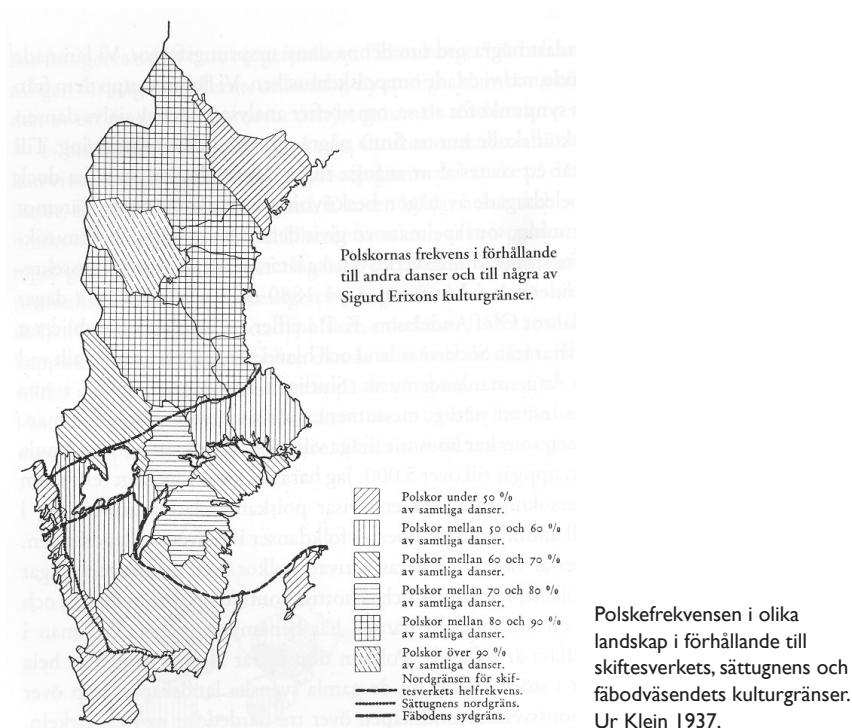 Polskornas frekvens i förhållande
till andra danser och till några av
Sigurd Erixons kulturgränser.
Polskor under 50 %
av samtliga danser.
Polskor mellan 50 och 60 %
av samtliga danser.
Polskor mellan 60 och 70 %
av samtliga danser.
Polskor mellan 70 och 80 %
av samtliga danser.
Polskor mellan 80 och 90 %
av samtliga danser.
Polskor över 90 %
av samtliga danser.
Nordgränsen för skif-
tesverkets helfrekvens.
Sättugnens nordgräns.
Fäbodens sydgräns.
Polskefrekvensen i olika
landskap i förhållande till
skiftesverkets, sättugnens och
fäbodväsendets kulturgränser.
Ur Klein 1937.